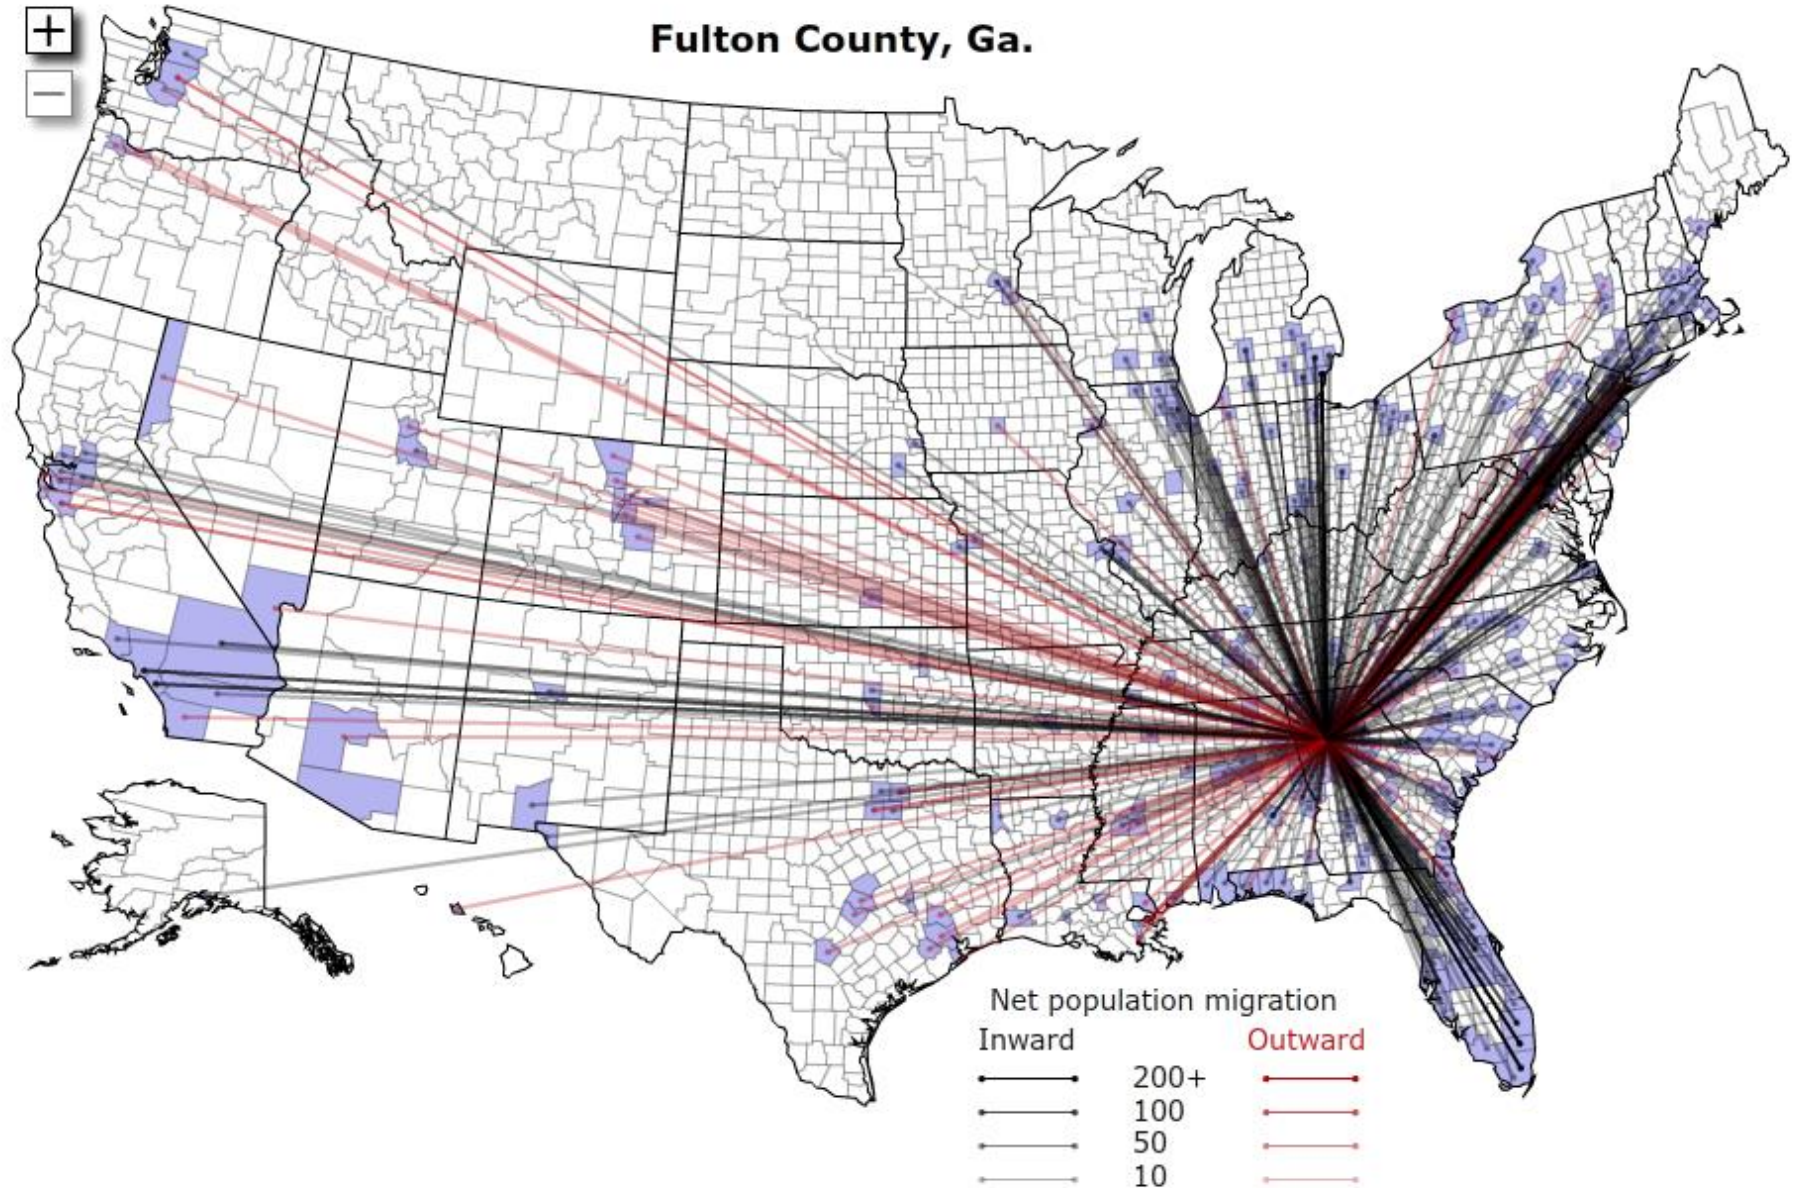 +
−
Fulton County, Ga.
Net population migration
Inward Outward
200+
100
50
10